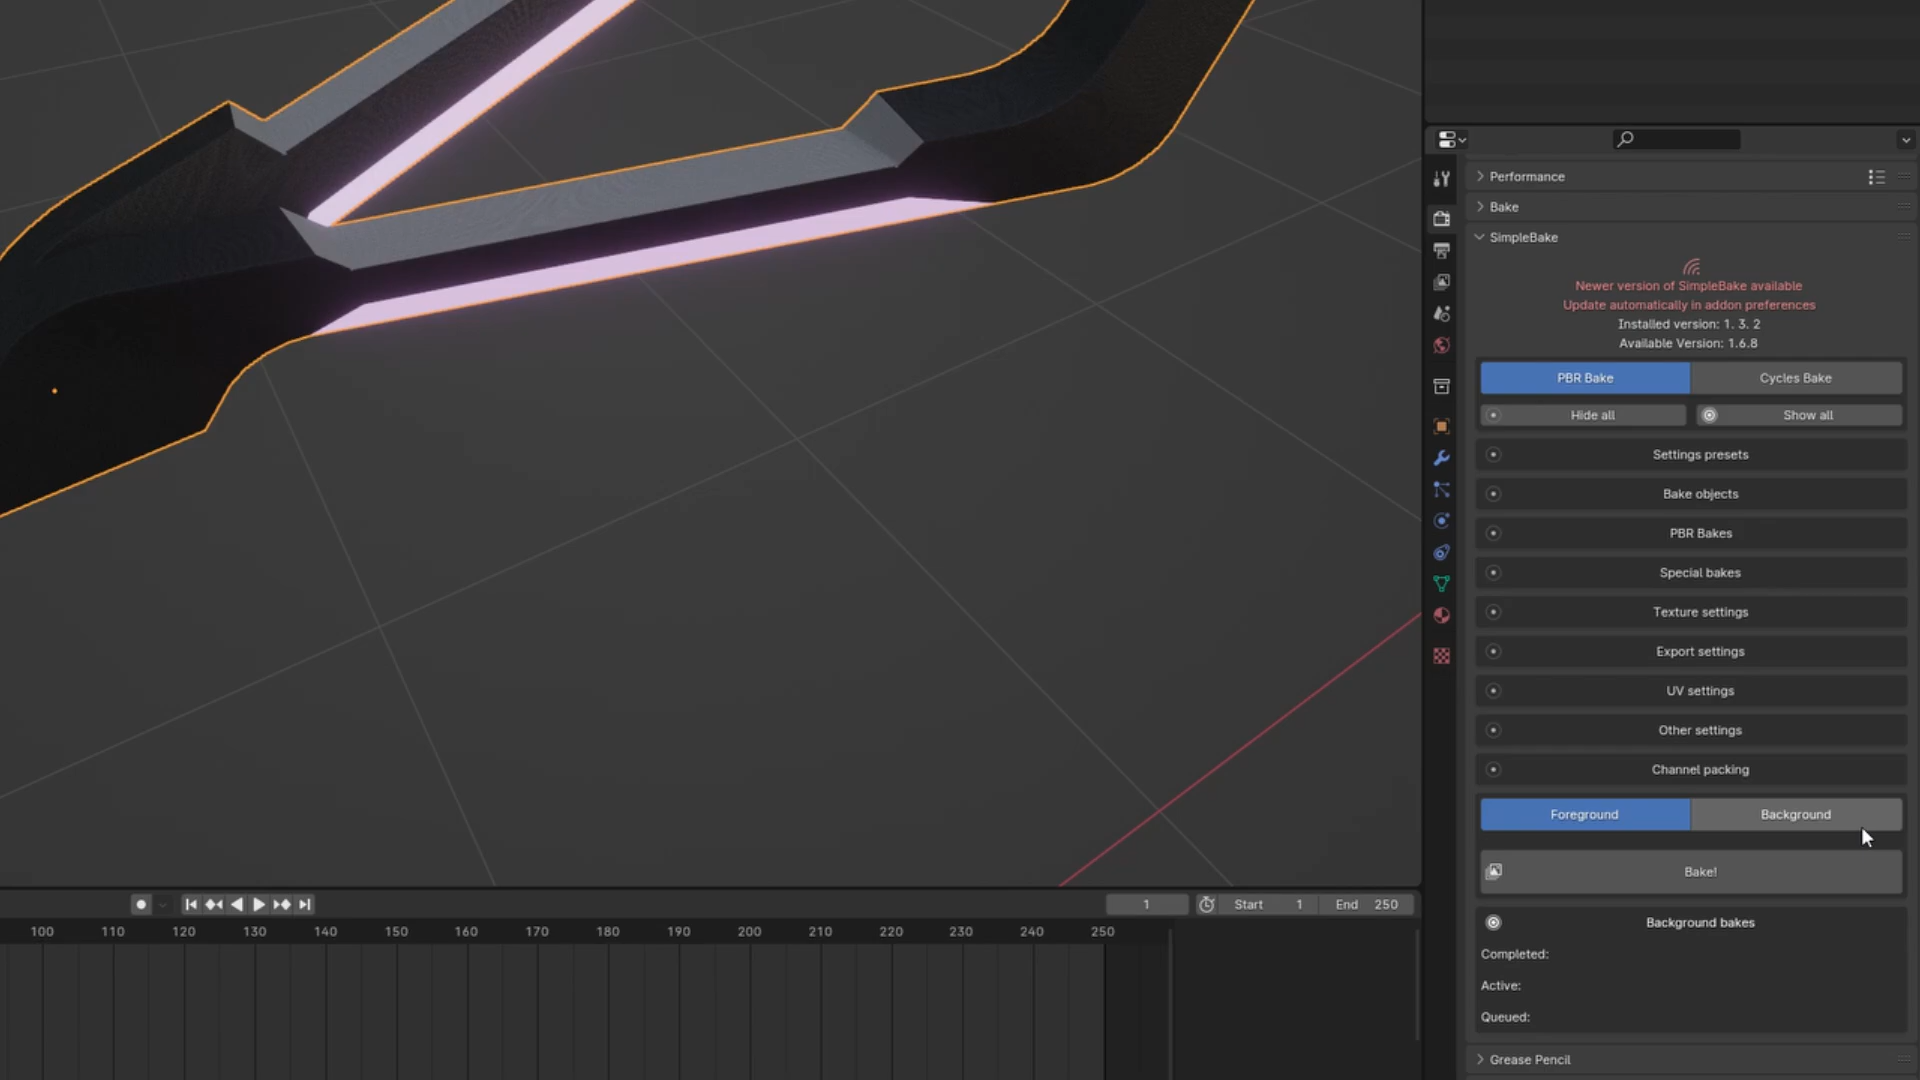 Performance
Bake
SimpleBake
Newer version of SimpleBake available
Update automatically in addon preferences
Installed version: 1. 3. 2
Available Version: 1.6.8
PBR Bake
Cycles Bake
Hide all
Show all
Settings presets
Bake objects
PBR Bakes
Special bakes
Texture settings
Export settings
UV settings
Other settings
Channel packing
Foreground
Background
Bake!
Background bakes
Completed:
Active:
Queued:
Grease Pencil
1
Start 1
End 250
100 110 120 130 140 150 160 170 180 190 200 210 220 230 240 250